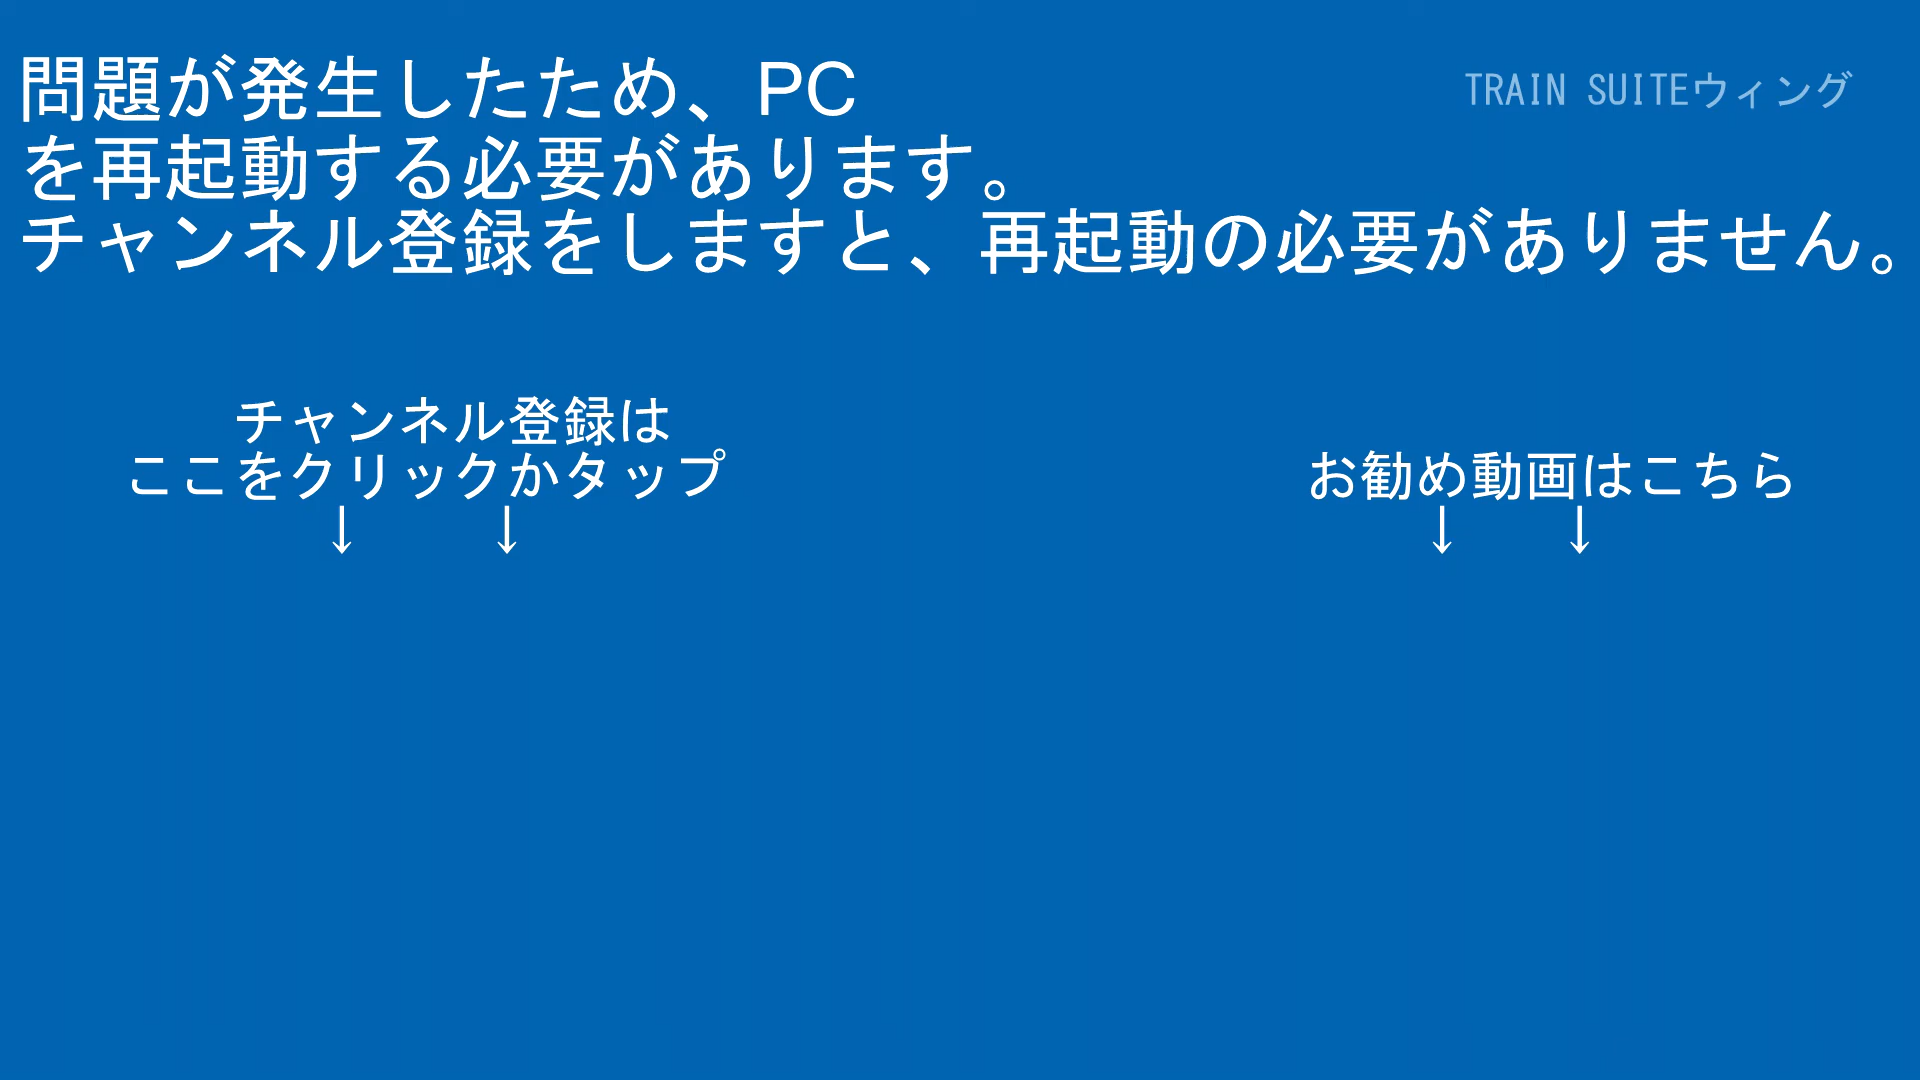 問題が発生したため、PC
を再起動する必要があります。
チャンネル登録をしますと、再起動の必要がありません。
TRAIN SUITEウィング
チャンネル登録は
ここをクリックかタップ
↓ ↓
お勧め動画はこちら
↓ ↓